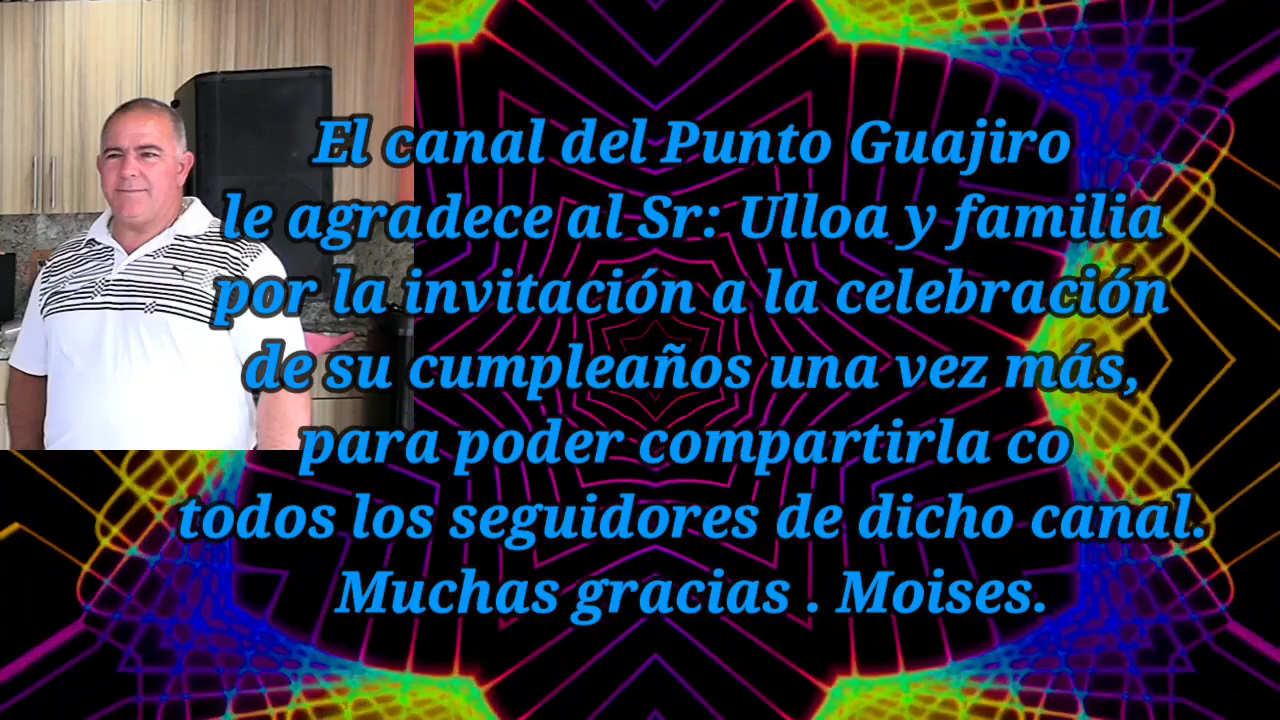 El canal del Punto Guajiro
le agradece al Sr: Ulloa y familia
por la invitación a la celebración
de su cumpleaños una vez más,
para poder compartirla co
todos los seguidores de dicho canal.
Muchas gracias . Moises.